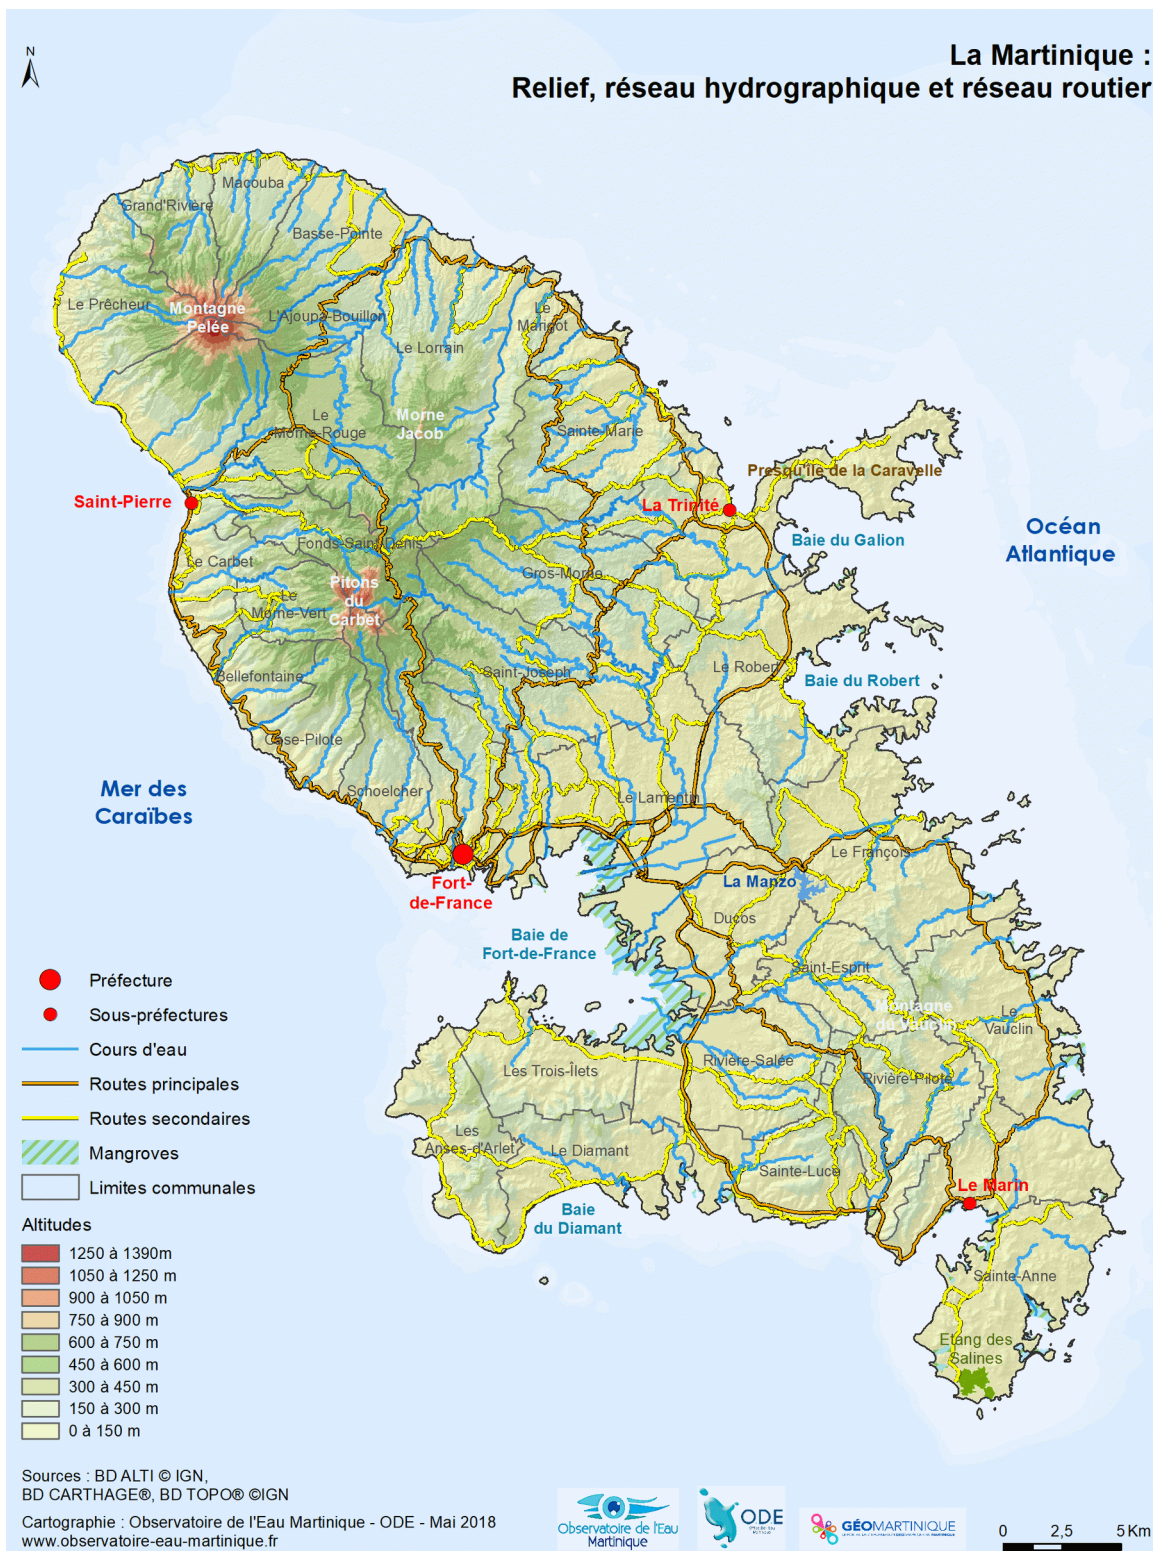 La Martinique :
Relief, réseau hydrographique et réseau routier
N
Macouba
Grand'Rivière
Basse-Pointe
Le Prêcheur
Montagne
Pelée
L'Ajoupa-Bouillon
Le
Marigot
Le Lorrain
Le
Morne-Rouge
Morne
Jacob
Sainte-Marie
Presqu'île de la Caravelle
Saint-Pierre
La Trinité
Océan
Atlantique
Baie du Galion
Fonds-Saint-Denis
Le Carbet
Gros-Morne
Pitons
du
Carbet
Le
Morne-Vert
Bellefontaine
Saint-Joseph
Le Robert
Baie du Robert
Case-Pilote
Mer des
Caraïbes
Schoelcher
Le Lamentin
Le François
Fort-
de-France
La Manzo
Ducos
Baie de
Fort-de-France
Saint-Esprit
Montagne
du Vauclin
Le
Vauclin
Les Trois-Îlets
Rivière-Salée
Rivière-Pilote
Les
Anses-d'Arlet
Le Diamant
Sainte-Luce
Le Marin
Baie
du Diamant
Sainte-Anne
Etang des
Salines
Préfecture
Sous-préfectures
Cours d'eau
Routes principales
Routes secondaires
Mangroves
Limites communales
Altitudes
1250 à 1390m
1050 à 1250 m
900 à 1050 m
750 à 900 m
600 à 750 m
450 à 600 m
300 à 450 m
150 à 300 m
0 à 150 m
Sources : BD ALTI © IGN,
BD CARTHAGE®, BD TOPO® ©IGN
Cartographie : Observatoire de l'Eau Martinique - ODE - Mai 2018
www.observatoire-eau-martinique.fr
Observatoire de l'Eau
Martinique
ODE
GÉOMARTINIQUE
0 2,5 5 Km